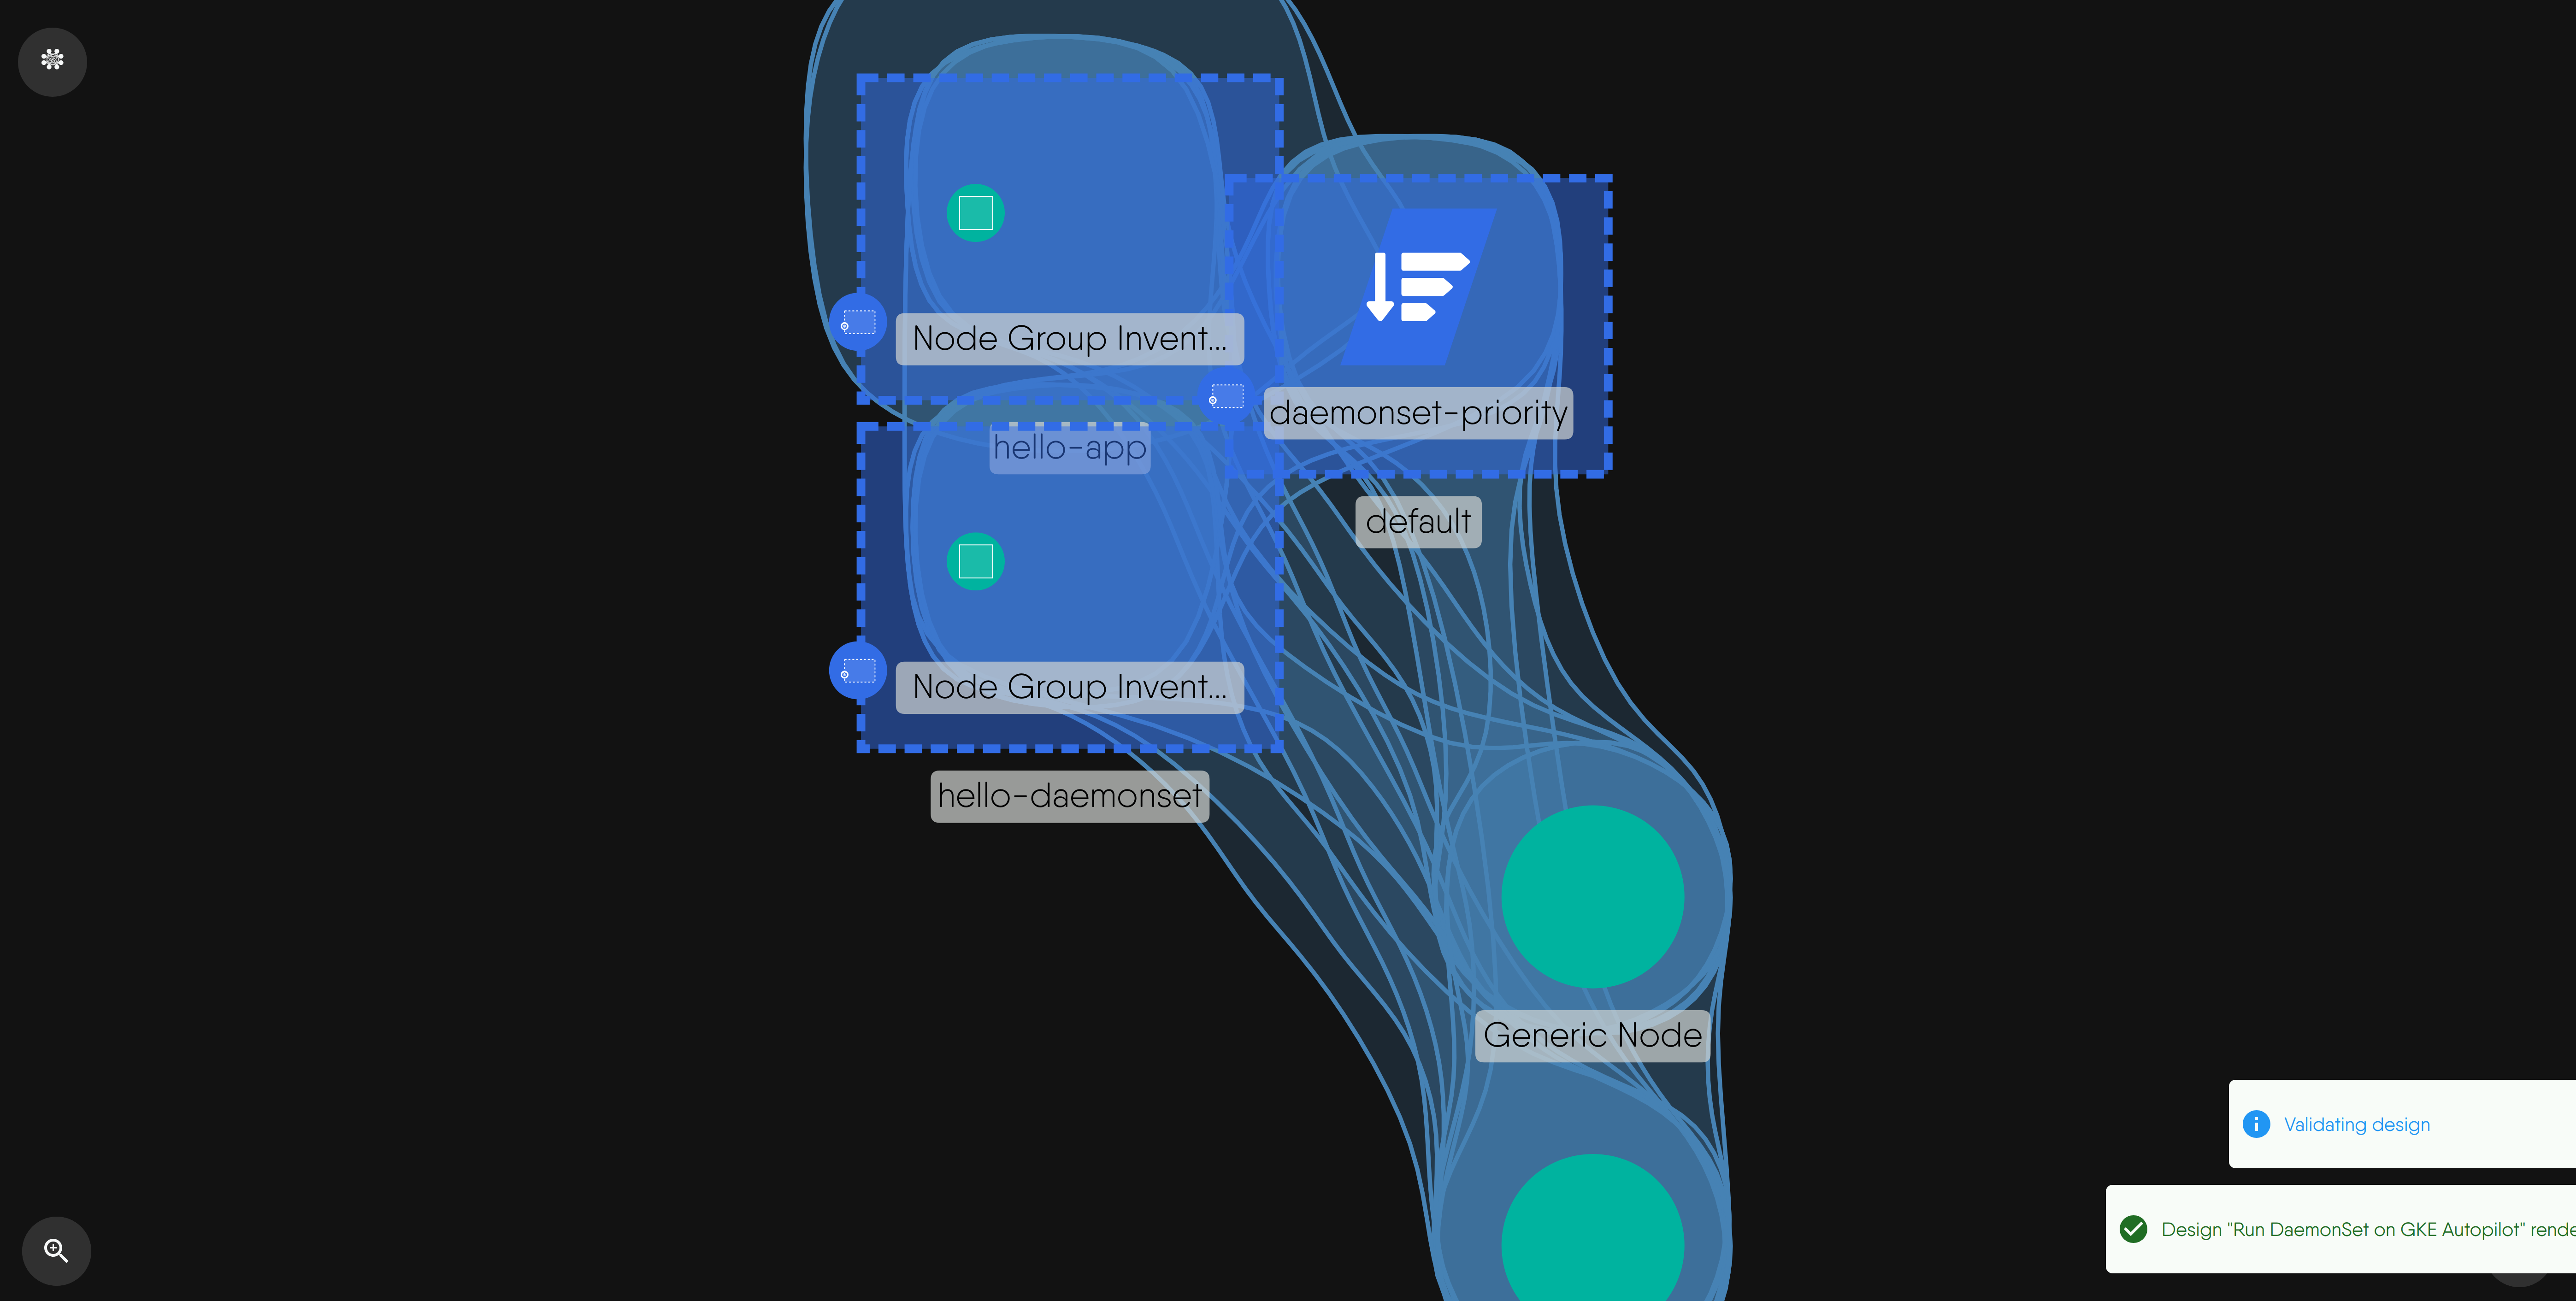 Node Group Invent...
daemonset-priority
hello-app
default
Node Group Invent...
hello-daemonset
Generic Node
Validating design
Design "Run DaemonSet on GKE Autopilot"